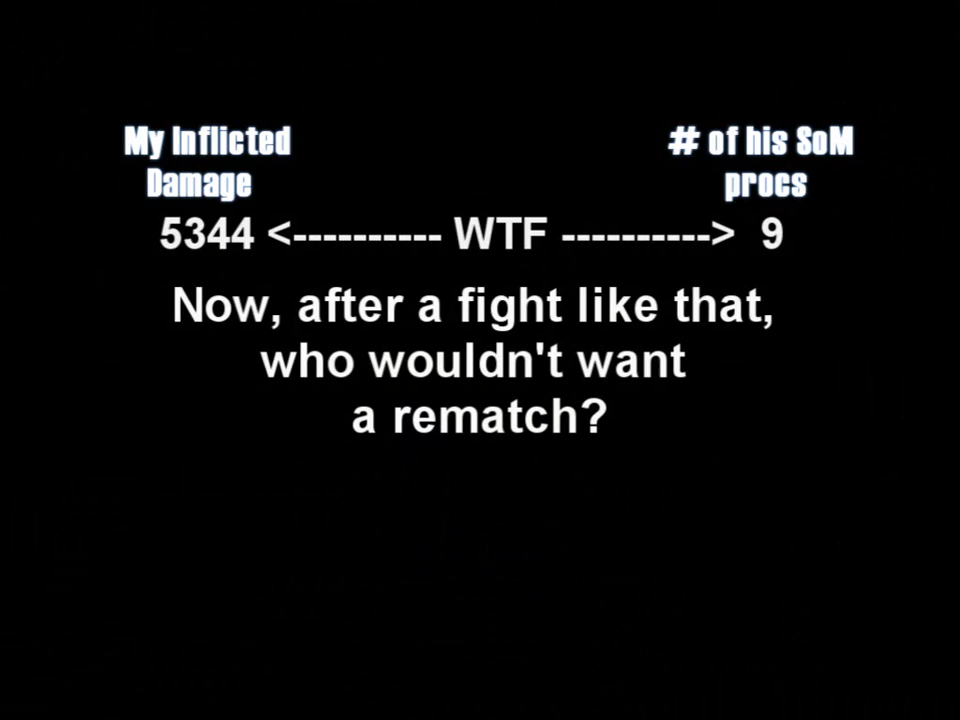 My Inflicted # of his SoM
Damage procs
5344 <---------- WTF ----------> 9
Now, after a fight like that,
who wouldn't want
a rematch?